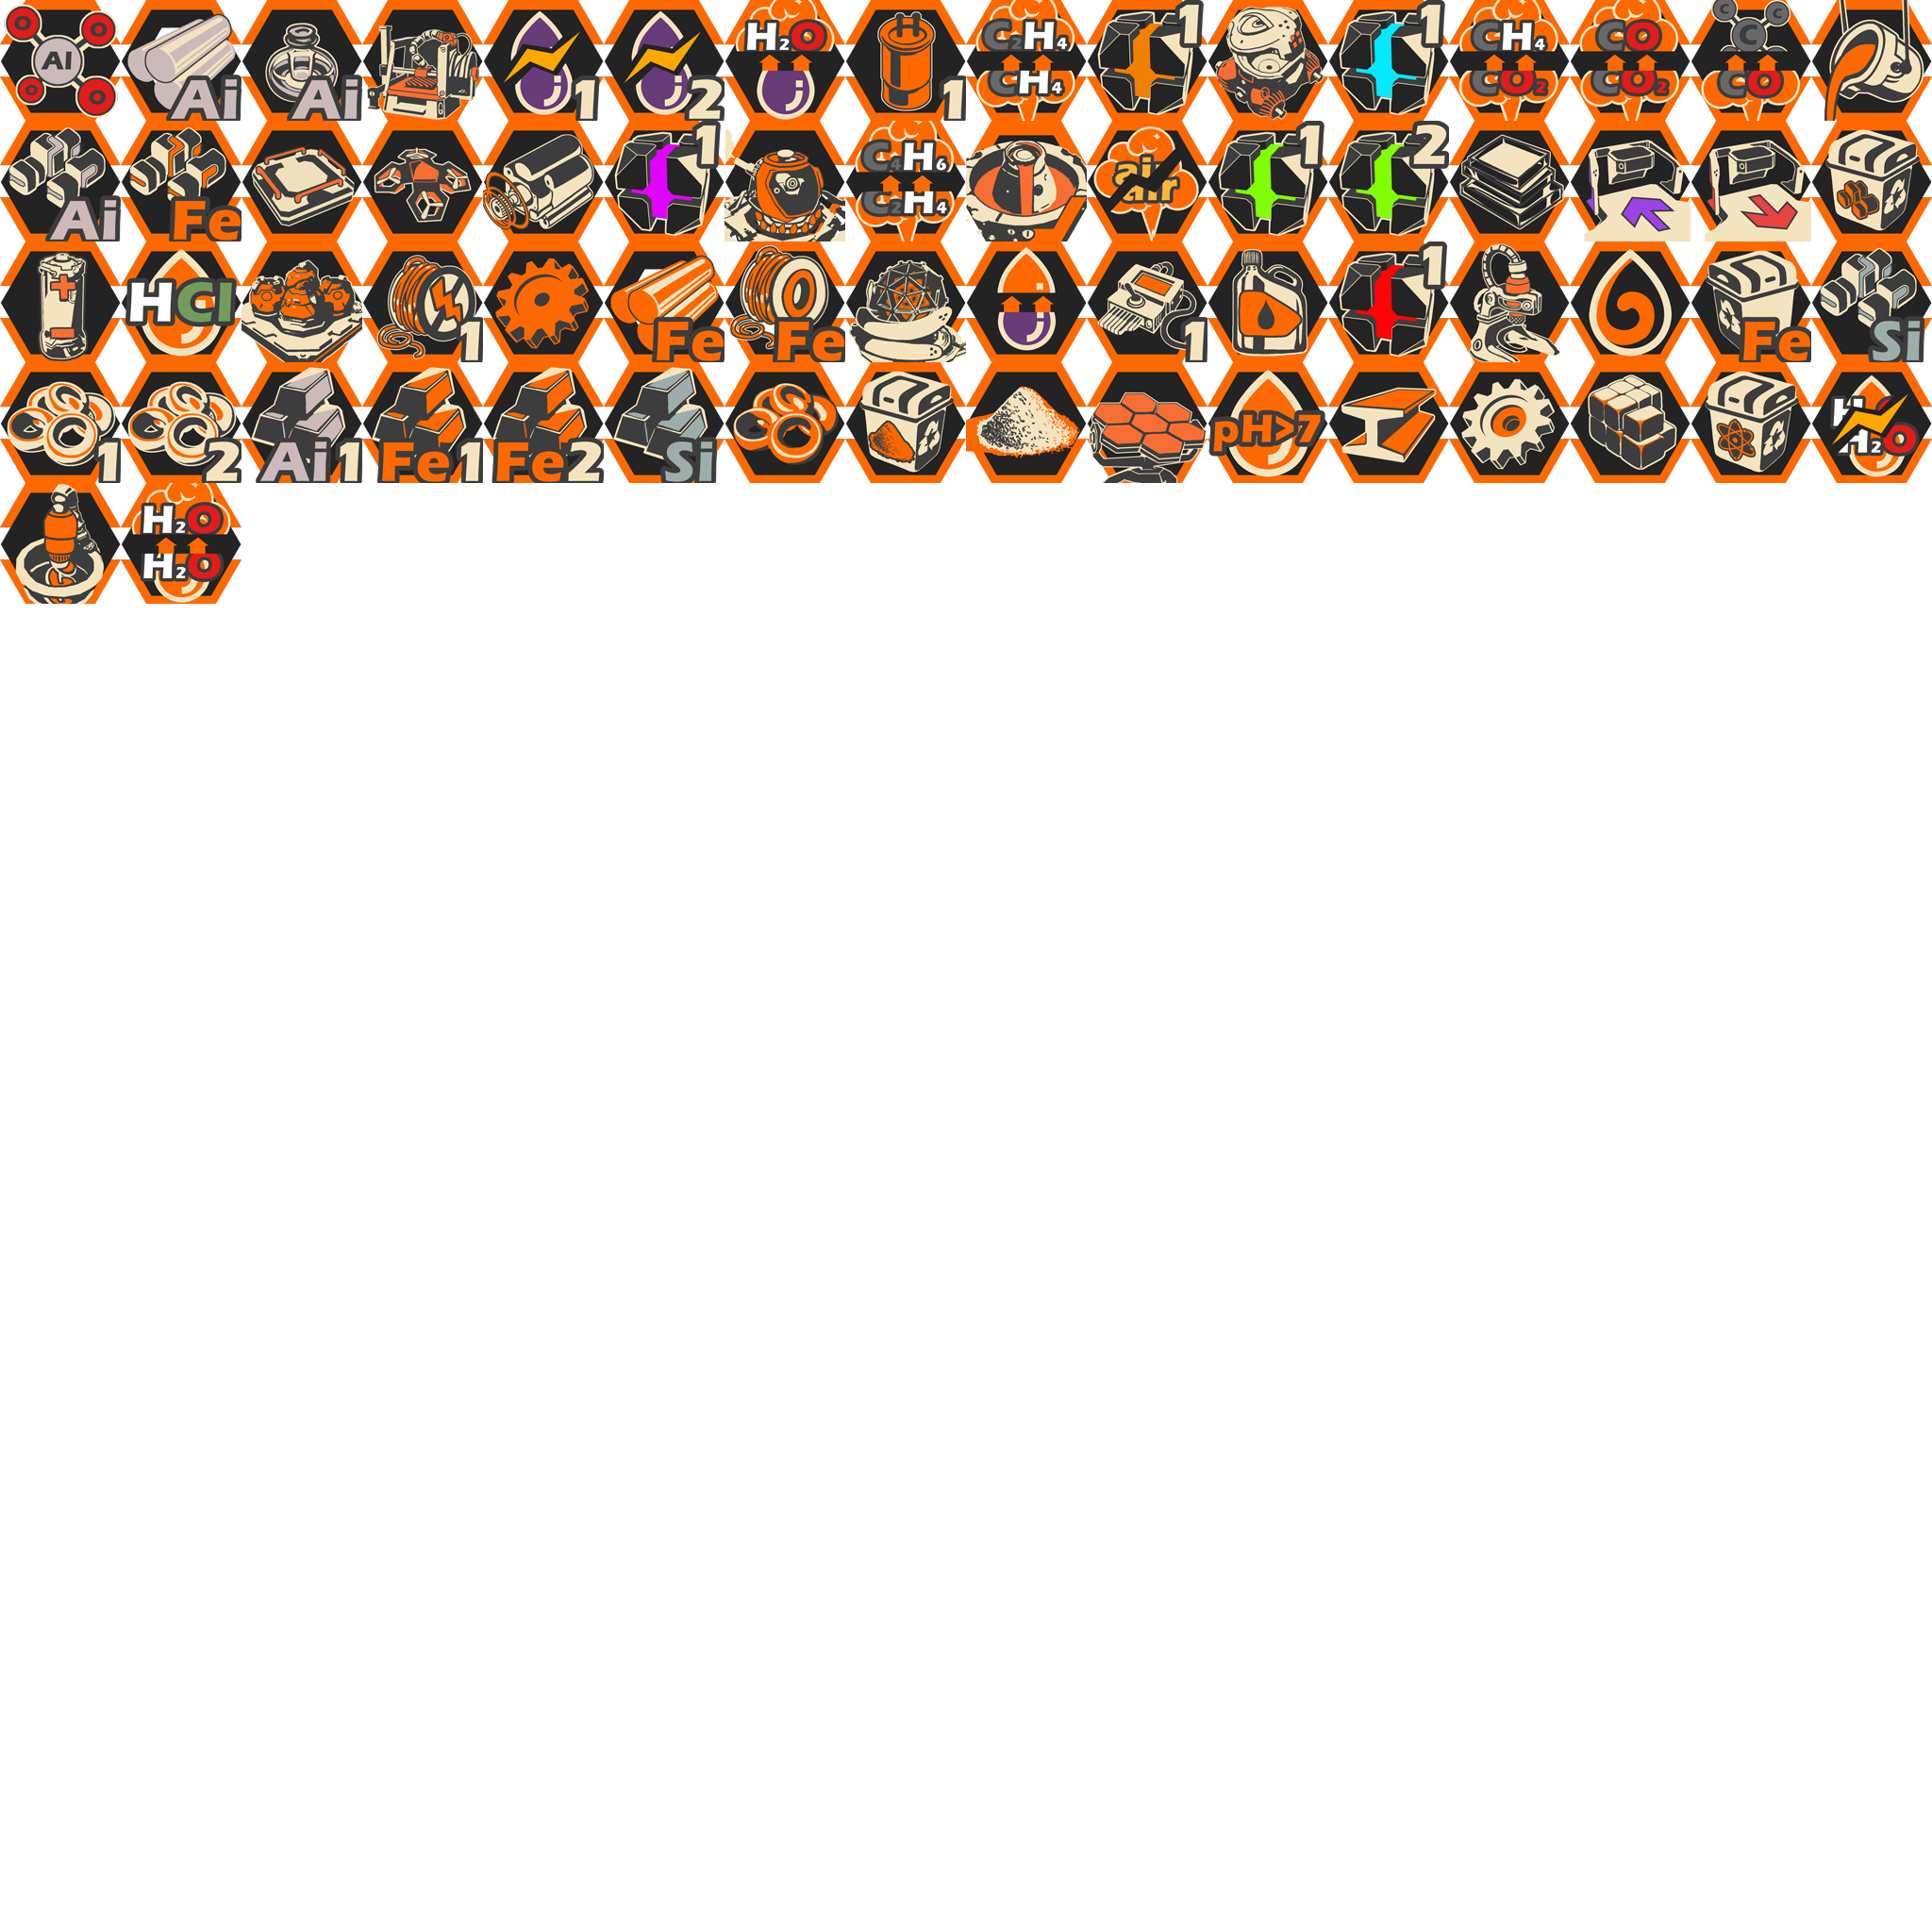 O O Al O O
Ai
Ai
1
2
H₂O
1
C₂H₄
CH₄
1
1
CH₄
CO₂
CO
CO₂
C C C
CO
Ai
Fe
1
C₄H₆
C₂H₄
air
1
2
HCl
1
Fe
Fe
1
1
Fe
Si
1
2
Ai1
Fe1
Fe2
Si
pH>7
H₂O
H₂O
H₂O